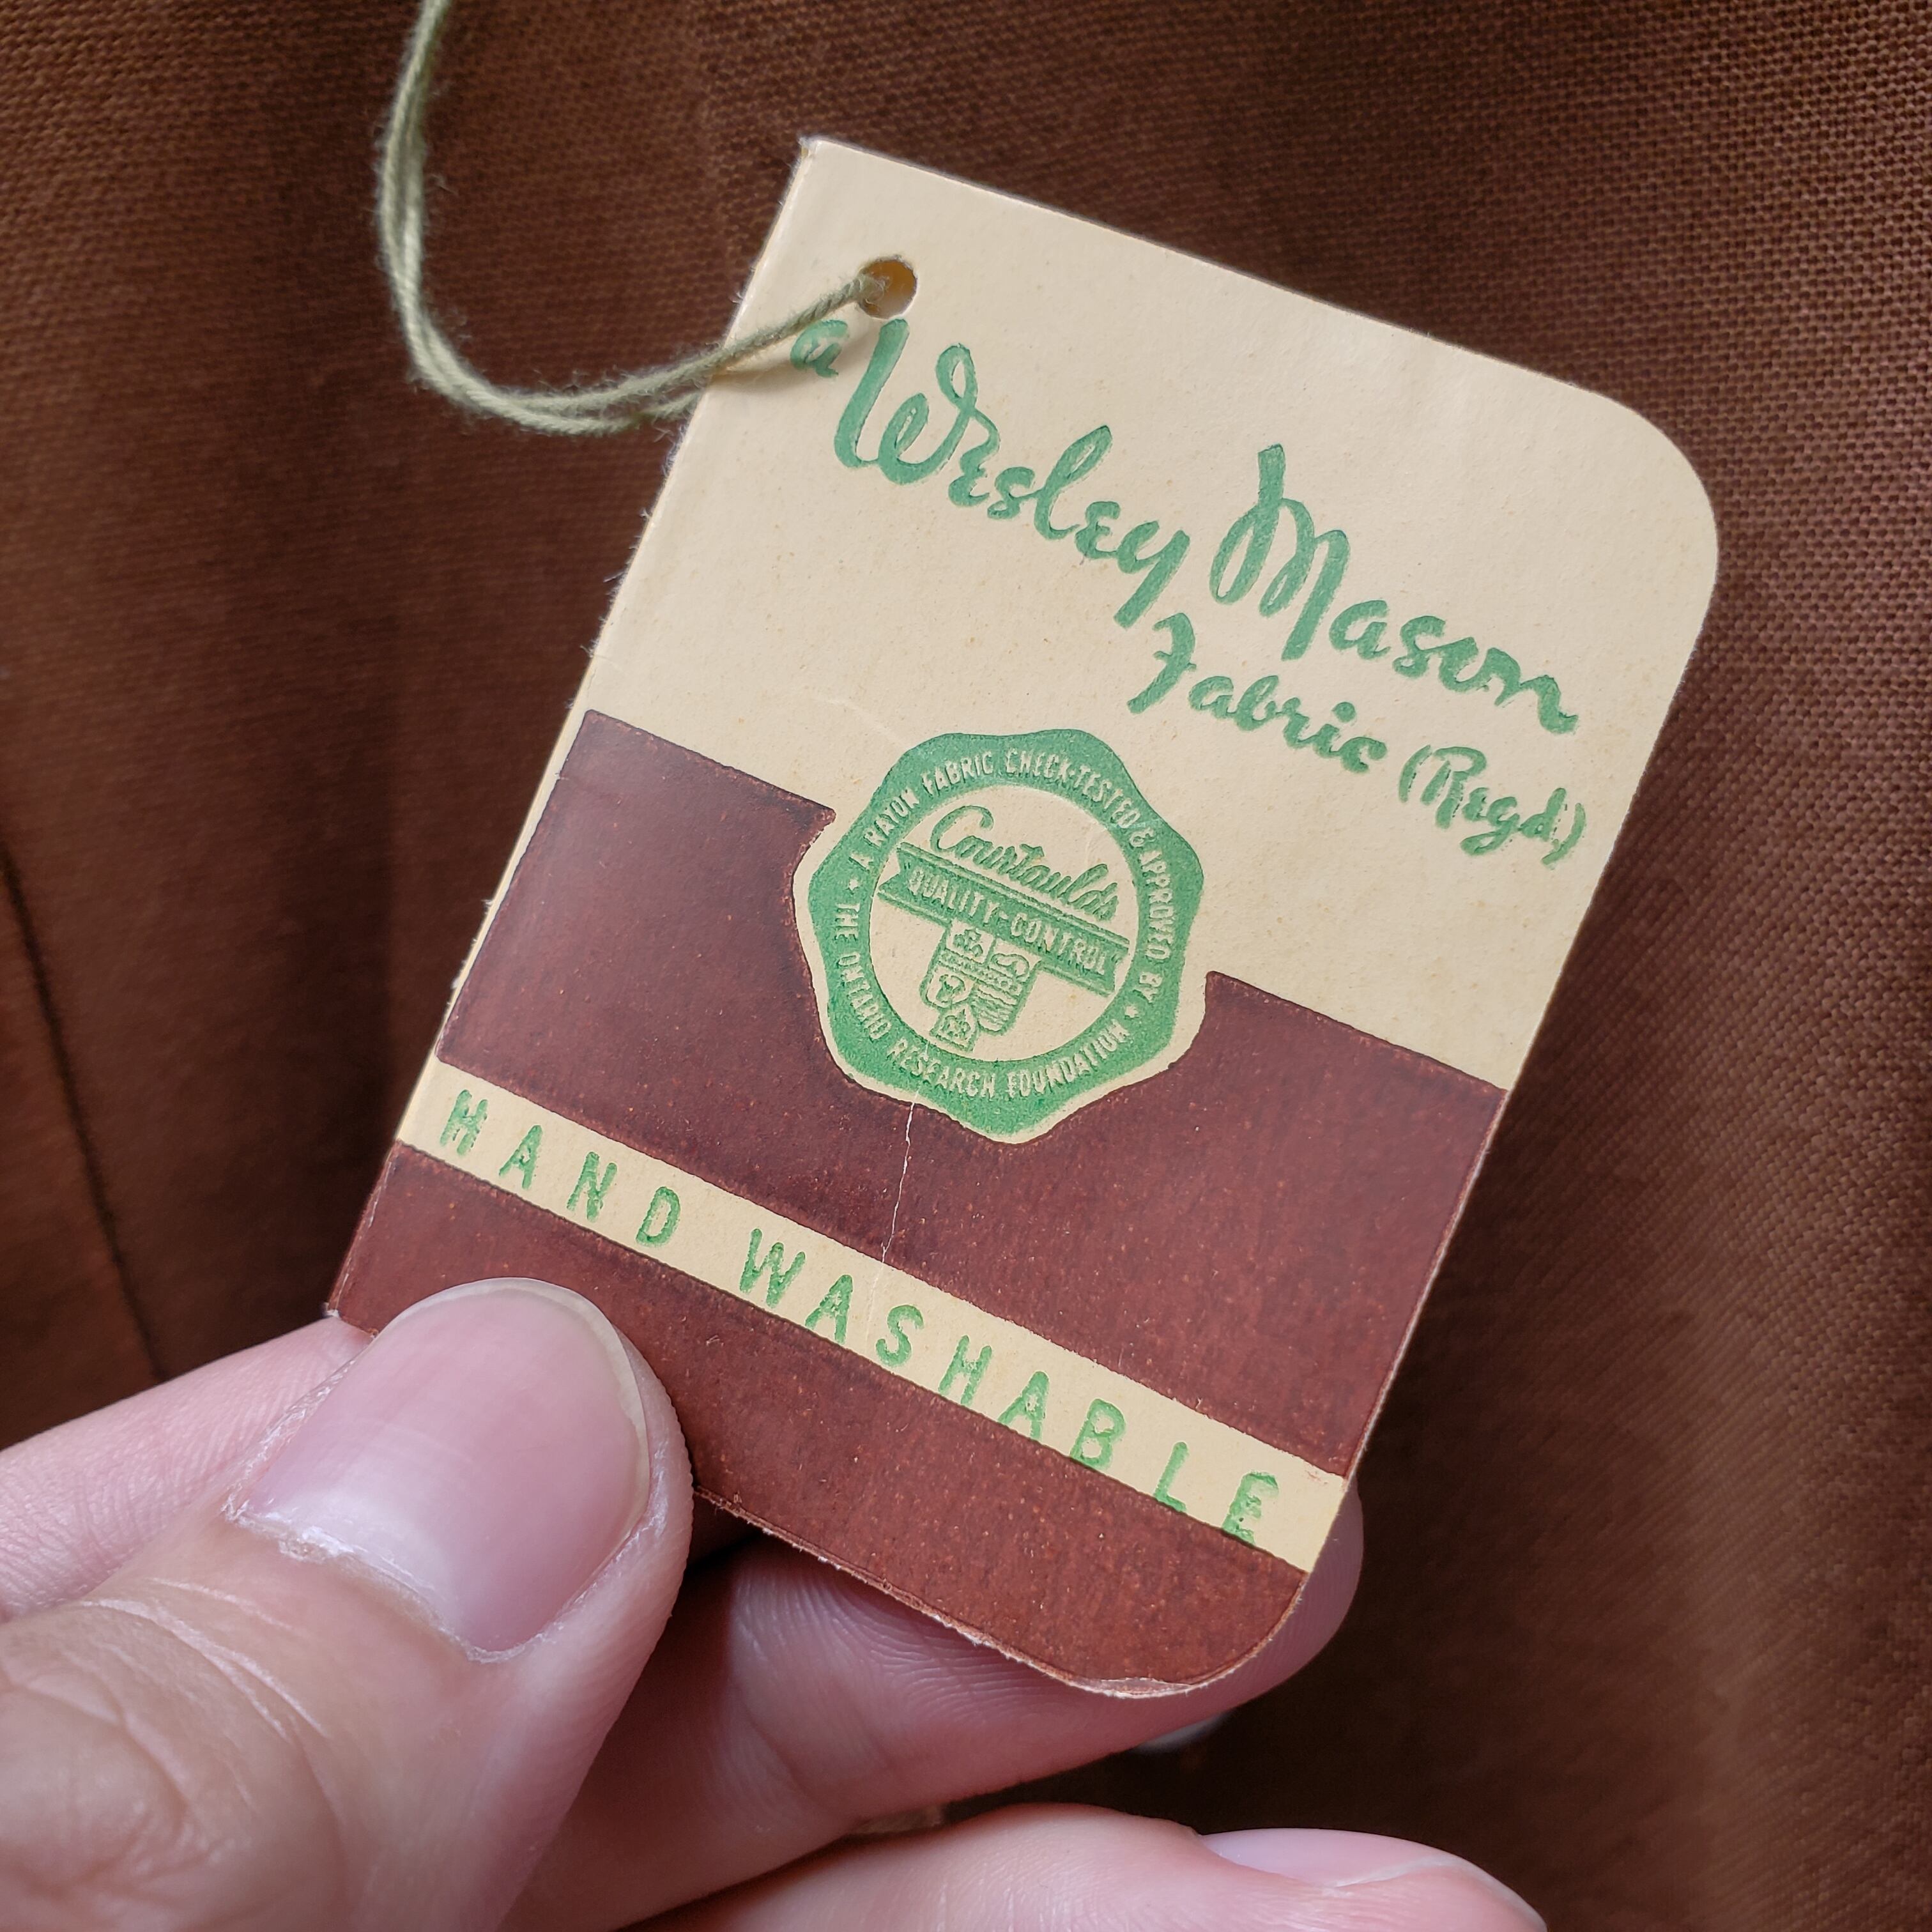 a Wesley Mason
Fabric (Regd)
A RAYON FABRIC CHECK-TESTED & APPROVED BY
THE ONTARIO RESEARCH FOUNDATION
Courtaulds
QUALITY-CONTROL
HAND WASHABLE